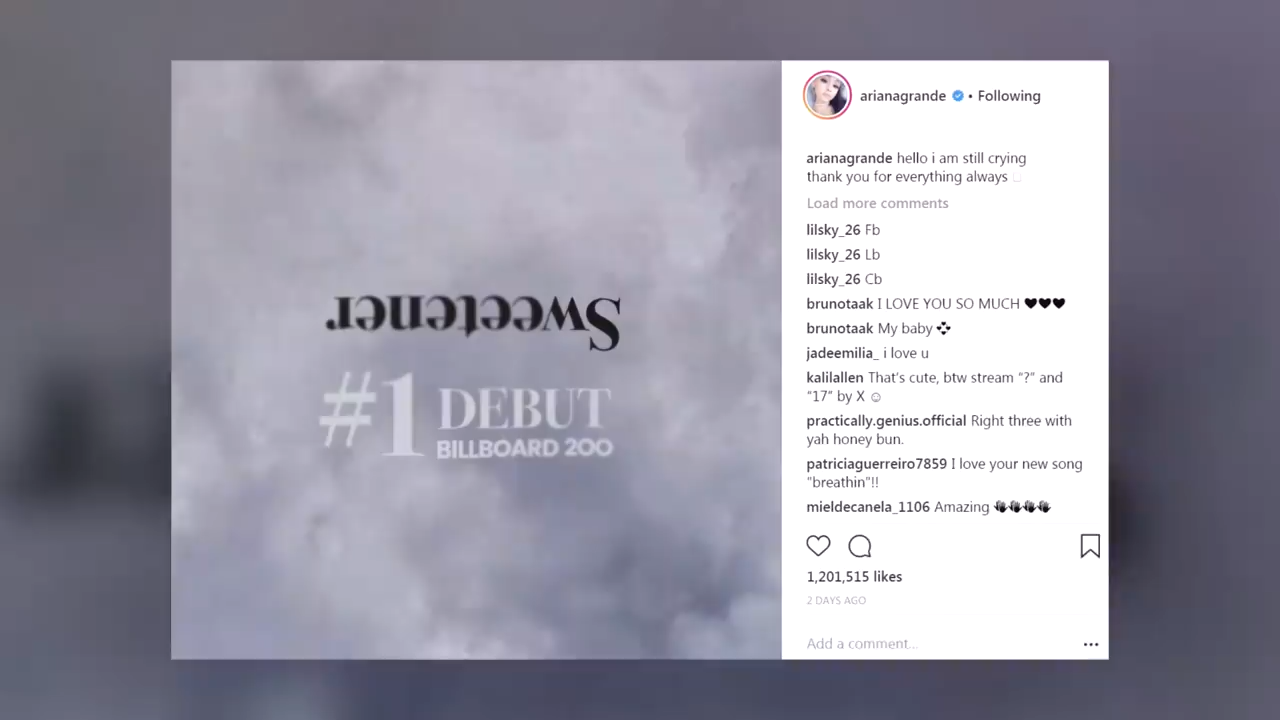 Sweetener
#1 DEBUT
BILLBOARD 200
arianagrande • Following
arianagrande hello i am still crying
thank you for everything always
Load more comments
lilsky_26 Fb
lilsky_26 Lb
lilsky_26 Cb
brunotaak I LOVE YOU SO MUCH ♥♥♥
brunotaak My baby
jadeemilia_ i love u
kalilallen That's cute, btw stream “?” and
“17” by X ☺
practically.genius.official Right three with
yah honey bun.
patriciaguerreiro7859 I love your new song
“breathin”!!
mieldecanela_1106 Amazing 👋👋👋👋
1,201,515 likes
2 DAYS AGO
Add a comment...